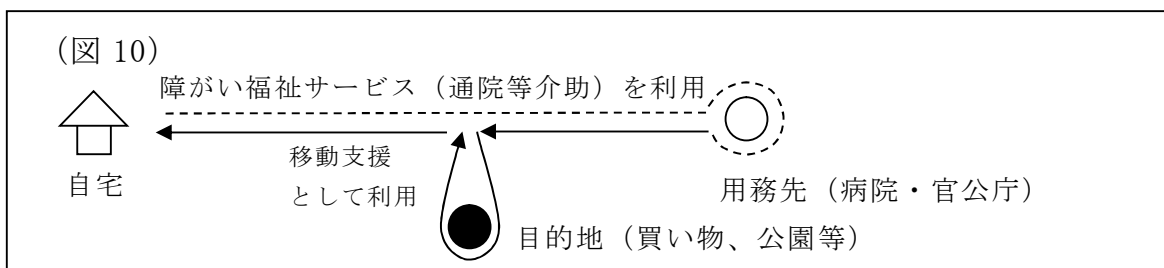 (図 10)
障がい福祉サービス(通院等介助)を利用
移動支援
として利用
自宅
用務先(病院・官公庁)
目的地(買い物、公園等)